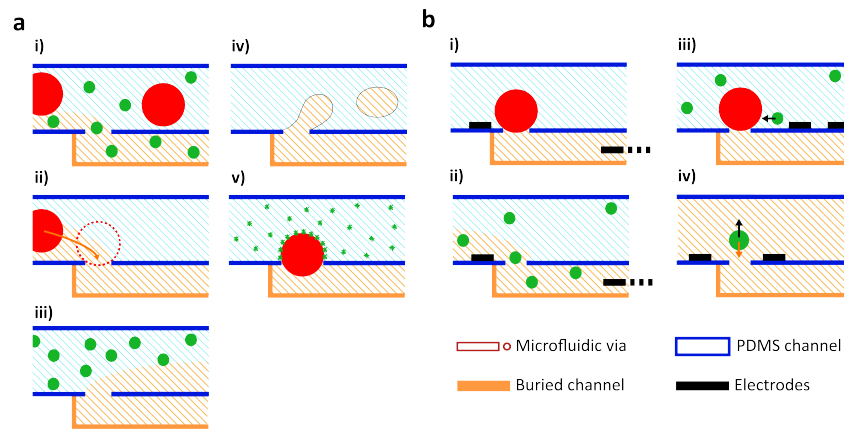 a
i)
iv)
ii)
v)
iii)
b
i)
iii)
ii)
iv)
Microfluidic via
PDMS channel
Buried channel
Electrodes